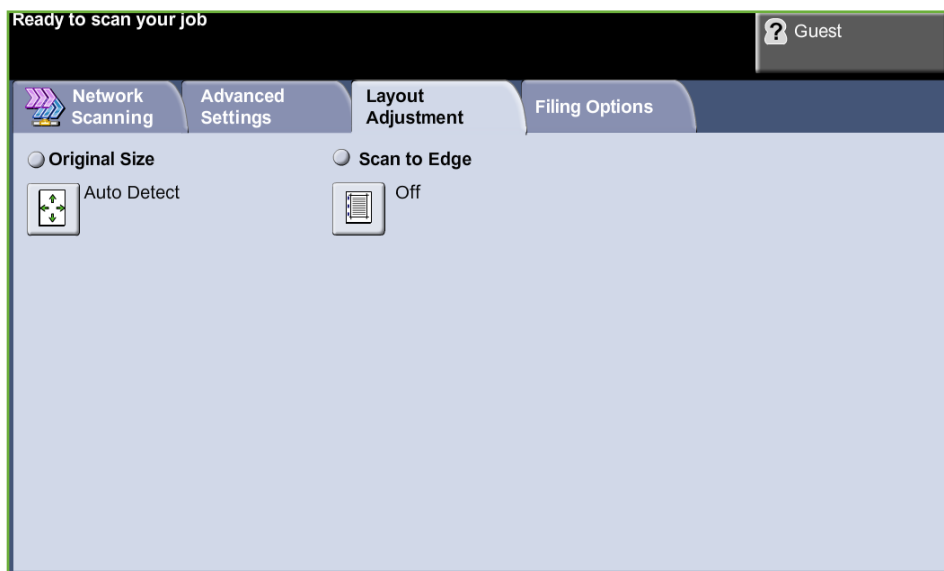 Ready to scan your job
Guest
Network
Scanning
Advanced
Settings
Layout
Adjustment
Filing Options
Original Size
Auto Detect
Scan to Edge
Off